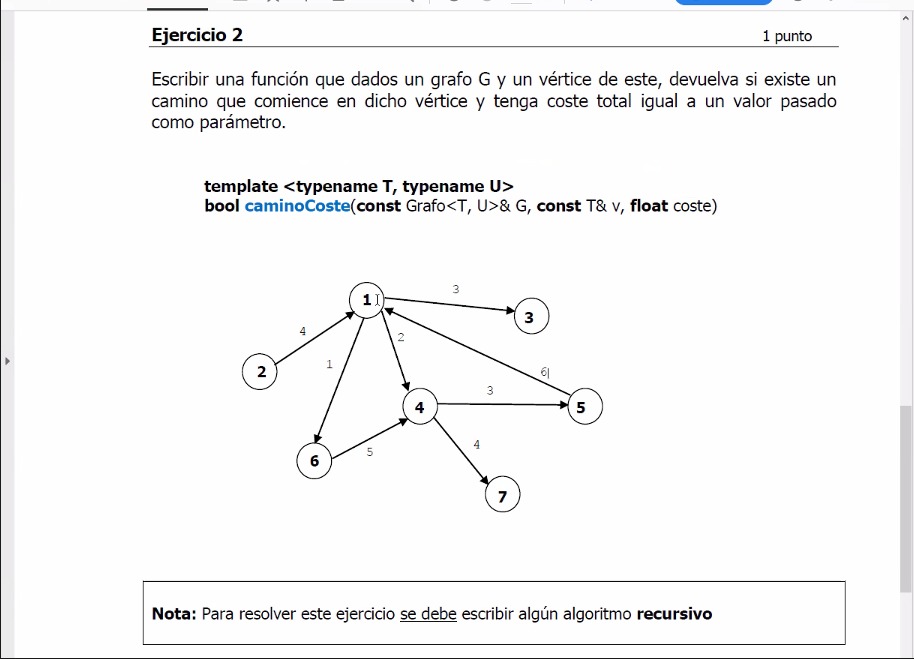 Ejercicio 2 1 punto
Escribir una función que dados un grafo G y un vértice de este, devuelva si existe un
camino que comience en dicho vértice y tenga coste total igual a un valor pasado
como parámetro.
template <typename T, typename U>
bool caminoCoste(const Grafo<T, U>& G, const T& v, float coste)
3
1
3
4
2
2
1
6
3
4
5
4
5
6
7
Nota: Para resolver este ejercicio se debe escribir algún algoritmo recursivo